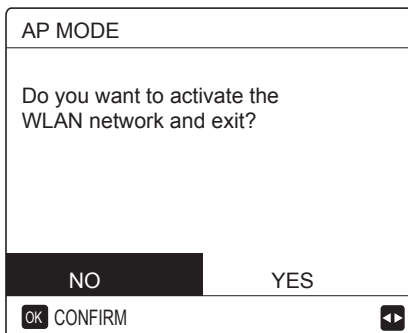 AP MODE
Do you want to activate the
WLAN network and exit?
NO YES
OK CONFIRM